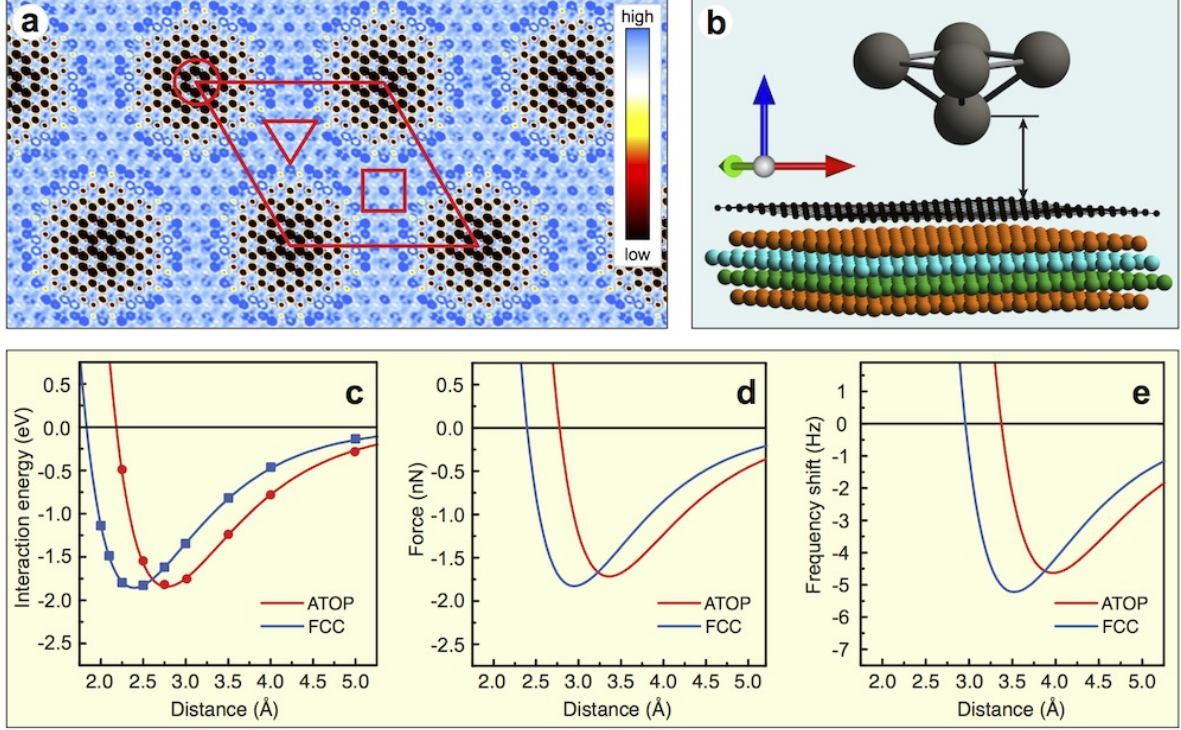 a
high
low
b
c
0.5
0.0
-0.5
-1.0
-1.5
-2.0
-2.5
Interaction energy (eV)
ATOP
FCC
2.0 2.5 3.0 3.5 4.0 4.5 5.0
Distance (Å)
d
0.5
0.0
-0.5
-1.0
-1.5
-2.0
-2.5
Force (nN)
ATOP
FCC
2.0 2.5 3.0 3.5 4.0 4.5 5.0
Distance (Å)
e
1
0
-1
-2
-3
-4
-5
-6
-7
Frequency shift (Hz)
ATOP
FCC
2.0 2.5 3.0 3.5 4.0 4.5 5.0
Distance (Å)